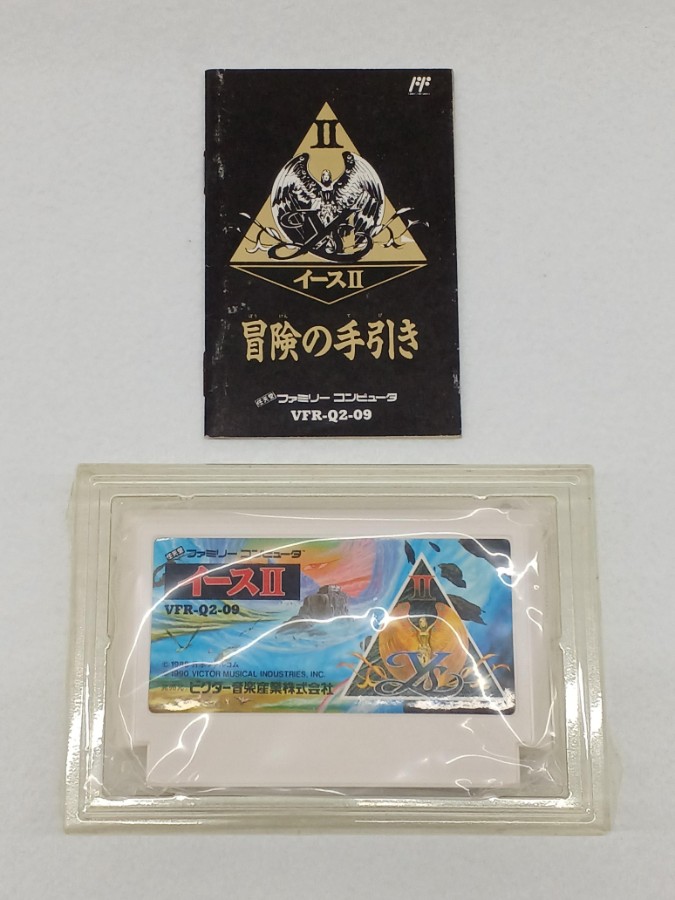 II
Ys
イースII
冒険の手引き
ファミリー コンピュータ
VFR-Q2-09
ファミリー コンピュータ™
イースII
VFR-Q2-09
II
Ys
© 1990 VICTOR MUSICAL INDUSTRIES, INC.
ビクター音楽産業株式会社